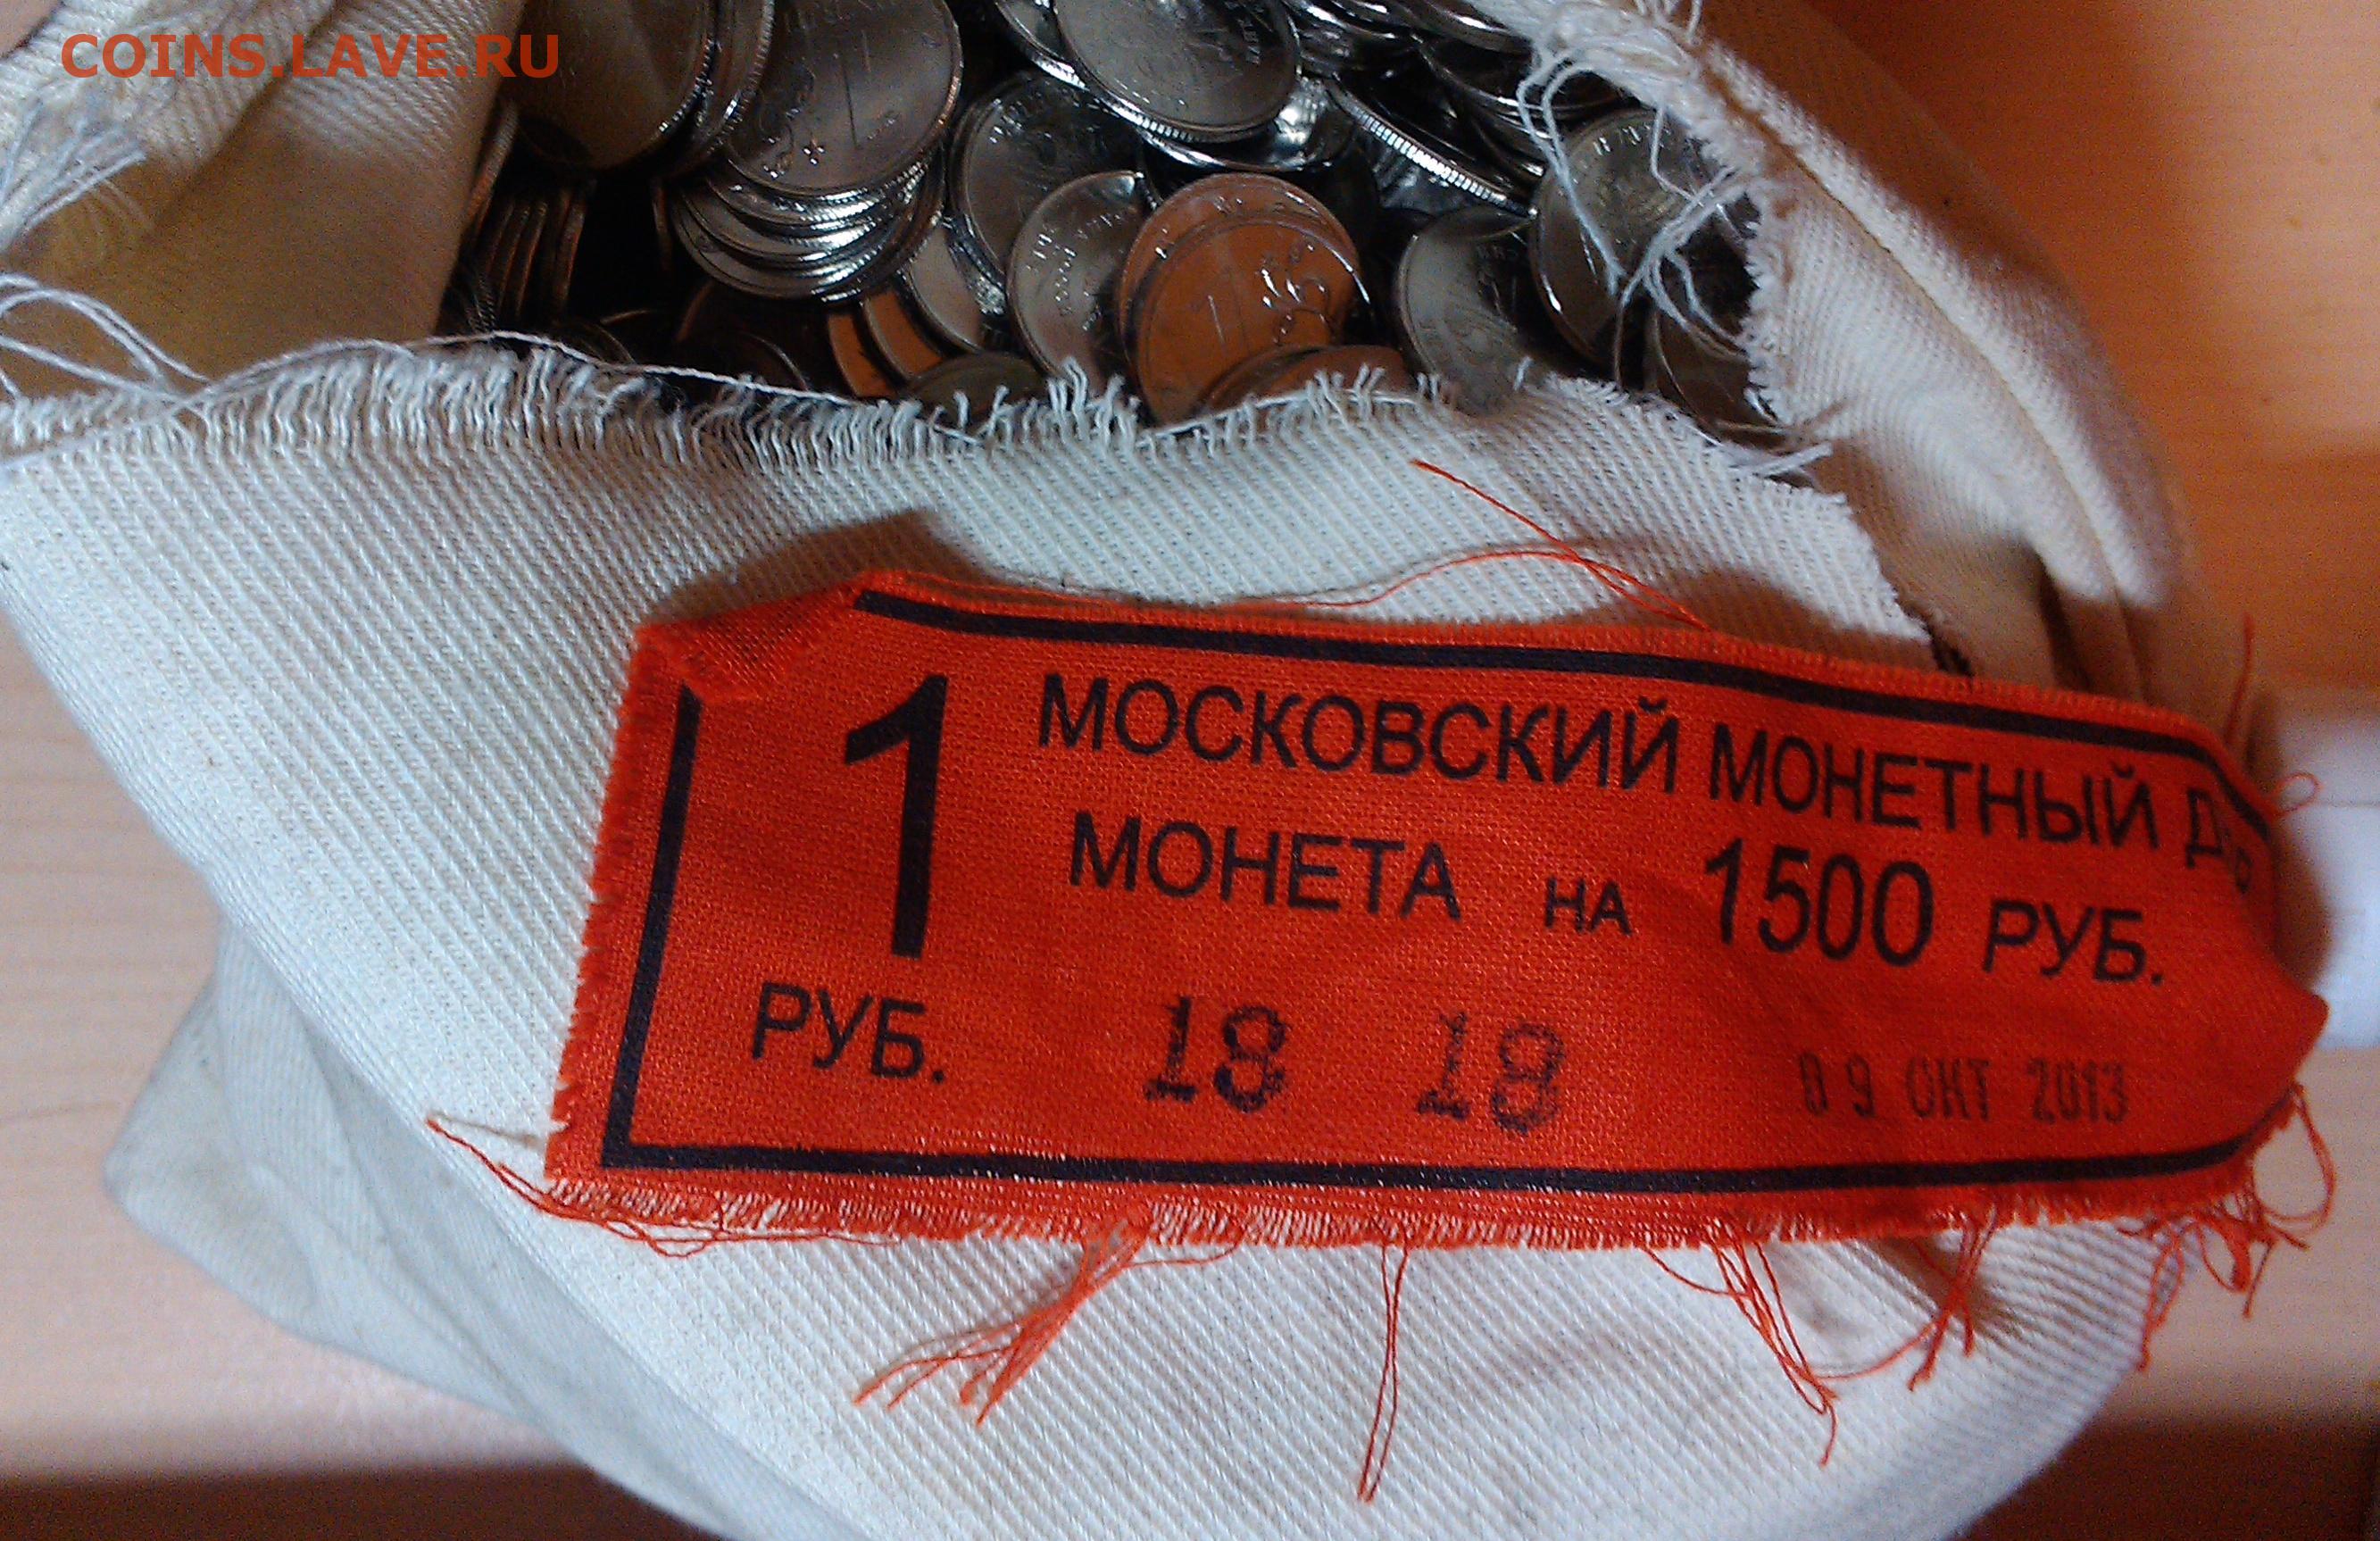 COINS.LAVE.RU
1 МОСКОВСКИЙ МОНЕТНЫЙ
МОНЕТА НА 1500 РУБ.
РУБ. 18 18 09 ОКТ 2013